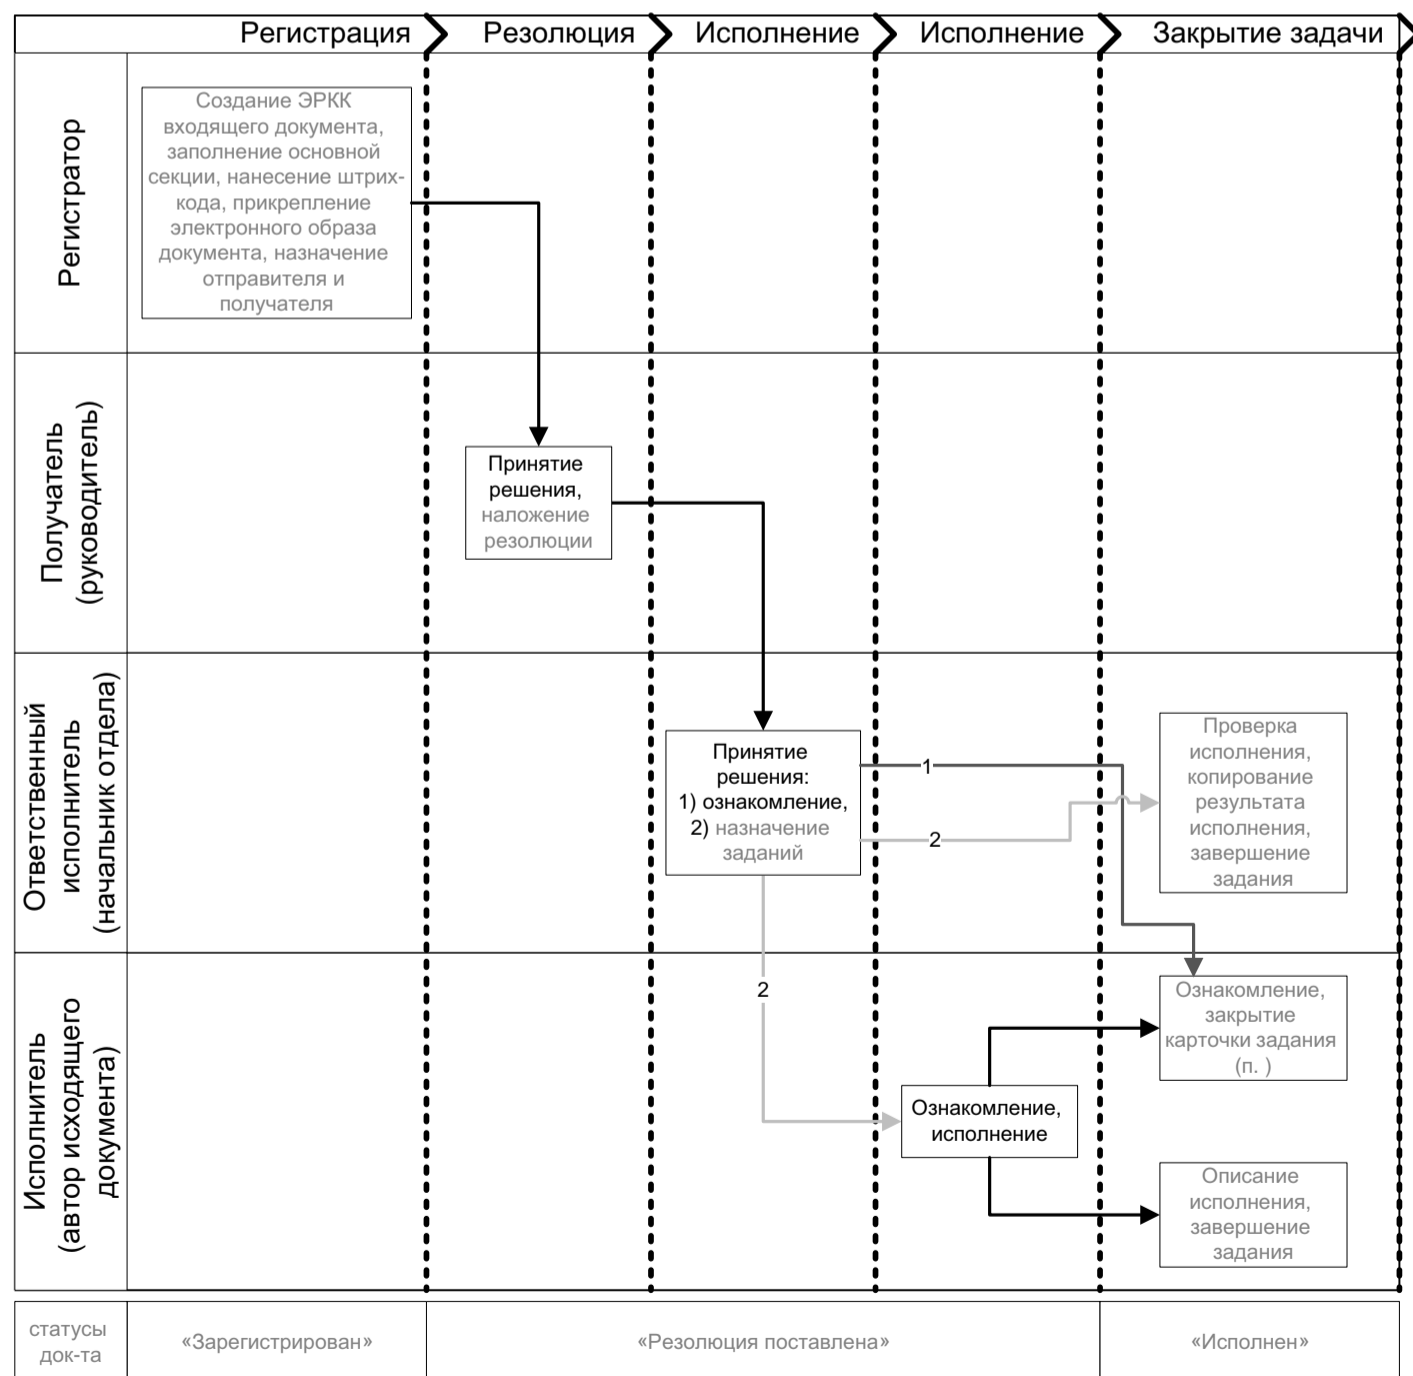 Регистрация
Резолюция
Исполнение
Исполнение
Закрытие задачи
Регистратор
Создание ЭРКК
входящего документа,
заполнение основной
секции, нанесение штрих-
кода, прикрепление
электронного образа
документа, назначение
отправителя и
получателя
Получатель
(руководитель)
Принятие
решения,
наложение
резолюции
Ответственный
исполнитель
(начальник отдела)
Принятие
решения:
1) ознакомление,
2) назначение
заданий
1
2
Проверка
исполнения,
копирование
результата
исполнения,
завершение
задания
Исполнитель
(автор исходящего
документа)
2
Ознакомление,
исполнение
Ознакомление,
закрытие
карточки задания
(п. )
Описание
исполнения,
завершение
задания
статусы
док-та
«Зарегистрирован»
«Резолюция поставлена»
«Исполнен»